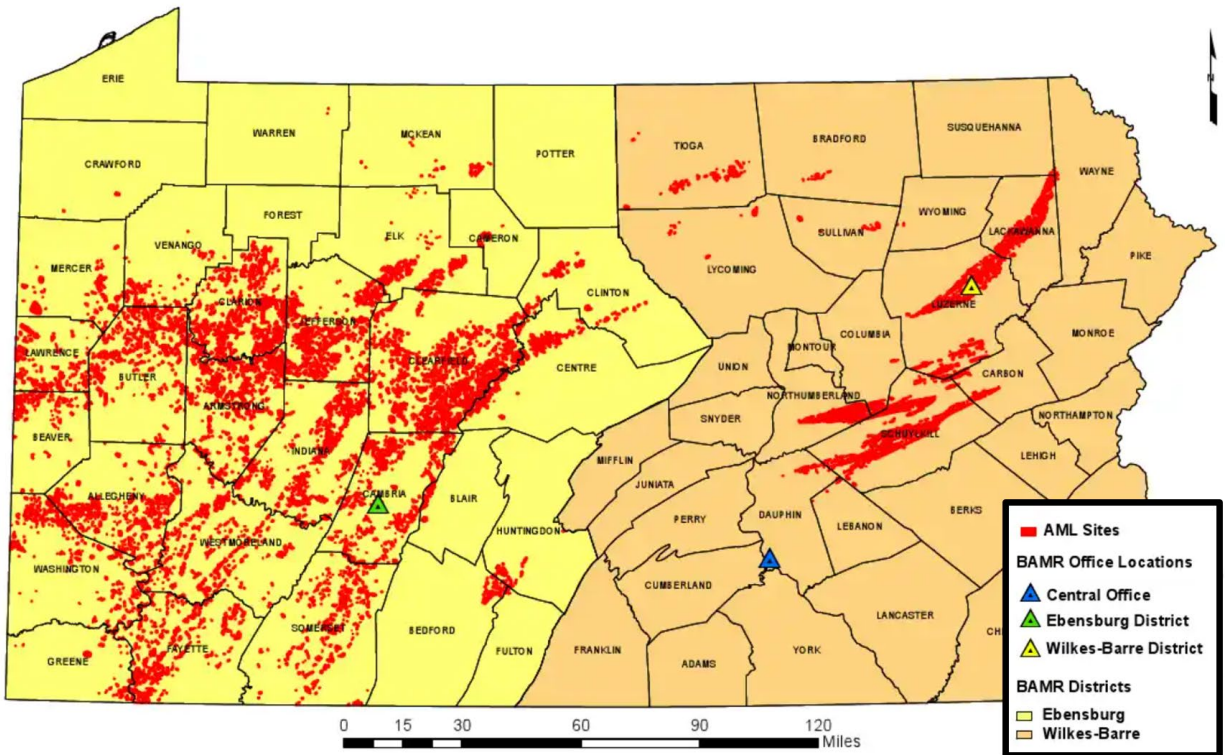 ERIE
WARREN
MCKEAN
POTTER
TIOGA
BRADFORD
SUSQUEHANNA
CRAWFORD
WAYNE
FOREST
WYOMING
VENANGO
ELK
CAMERON
SULLIVAN
LACKAWANNA
MERCER
LYCOMING
PIKE
CLARION
CLINTON
LUZERNE
JEFFERSON
COLUMBIA
MONROE
LAWRENCE
CLEARFIELD
MONTOUR
BUTLER
CENTRE
UNION
CARBON
ARMSTRONG
NORTHUMBERLAND
SNYDER
NORTHAMPTON
BEAVER
SCHUYLKILL
INDIANA
MIFFLIN
LEHIGH
JUNIATA
ALLEGHENY
CAMBRIA
BLAIR
BERKS
PERRY
DAUPHIN
LEBANON
HUNTINGDON
WESTMORELAND
WASHINGTON
CUMBERLAND
LANCASTER
SOMERSET
BEDFORD
CH
FAYETTE
GREENE
FULTON
FRANKLIN
ADAMS
YORK
AML Sites
BAMR Office Locations
Central Office
Ebensburg District
Wilkes-Barre District
BAMR Districts
Ebensburg
Wilkes-Barre
0 15 30 60 90 120
Miles